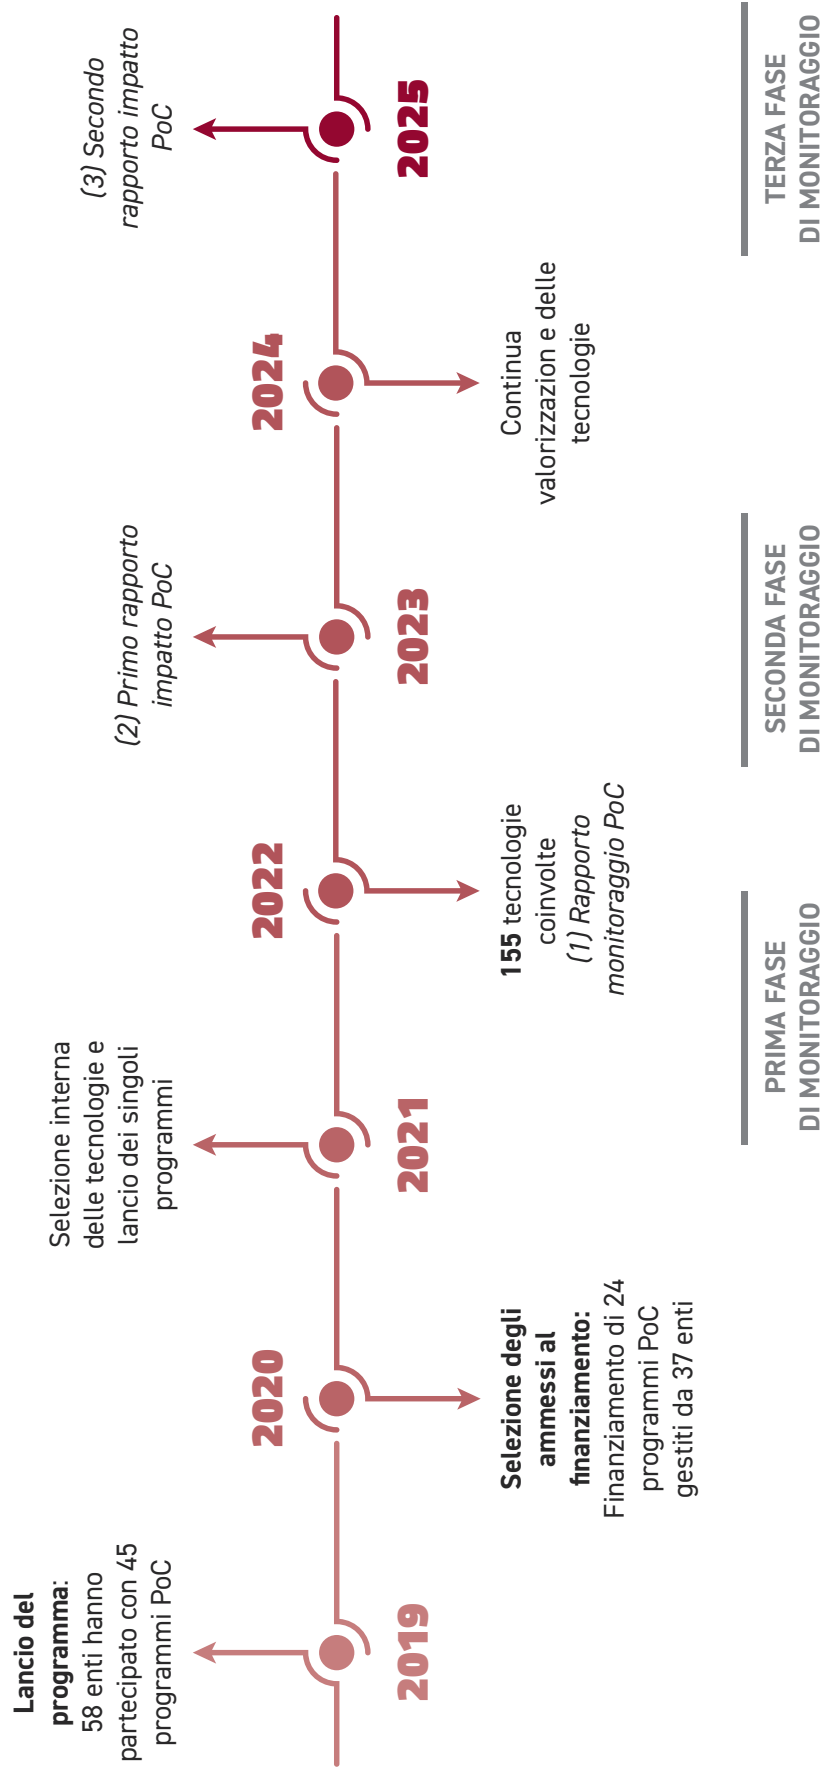 Lancio del
programma:
58 enti hanno
partecipato con 45
programmi PoC
2019
2020
Selezione degli
ammessi al
finanziamento:
Finanziamento di 24
programmi PoC
gestiti da 37 enti
Selezione interna
delle tecnologie e
lancio dei singoli
programmi
2021
2022
155 tecnologie
coinvolte
(1) Rapporto
monitoraggio PoC
(2) Primo rapporto
impatto PoC
2023
2024
Continua
valorizzazion e delle
tecnologie
(3) Secondo
rapporto impatto
PoC
2025
PRIMA FASE
DI MONITORAGGIO
SECONDA FASE
DI MONITORAGGIO
TERZA FASE
DI MONITORAGGIO